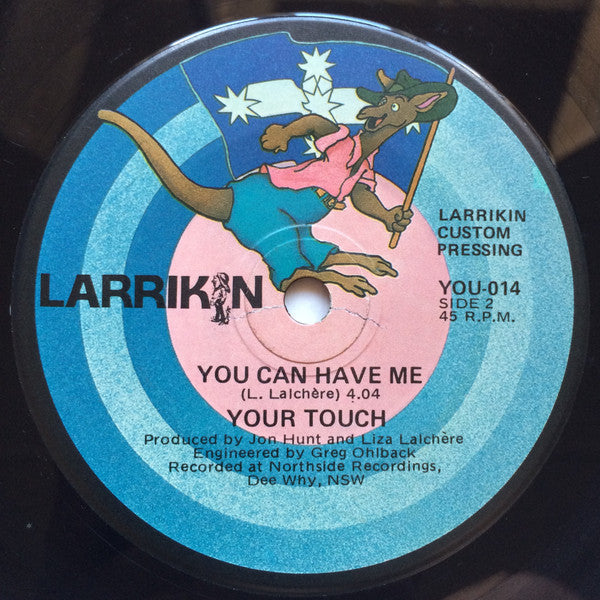 LARRIKIN
CUSTOM
PRESSING
YOU-014
SIDE 2
45 R.P.M.
LARRIKIN
YOU CAN HAVE ME
(L. Lalchère) 4.04
YOUR TOUCH
Produced by Jon Hunt and Liza Lalchère
Engineered by Greg Ohlback
Recorded at Northside Recordings,
Dee Why, NSW